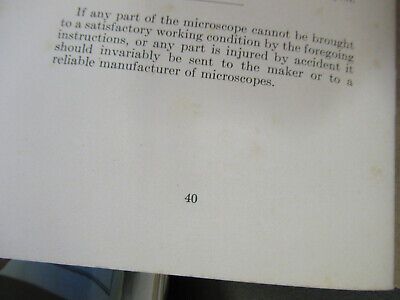 If any part of the microscope cannot be brought
to a satisfactory working condition by the foregoing
instructions, or any part is injured by accident it
should invariably be sent to the maker or to a
reliable manufacturer of microscopes.
40